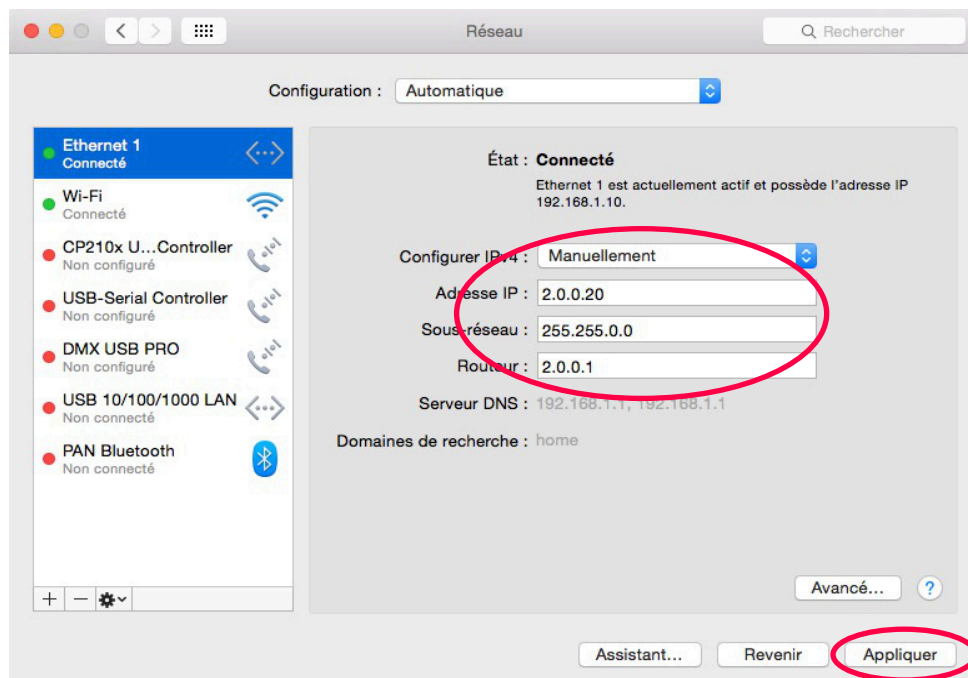 Réseau
Rechercher
Configuration : Automatique
Ethernet 1
Connecté
Wi-Fi
Connecté
CP210x U...Controller
Non configuré
USB-Serial Controller
Non configuré
DMX USB PRO
Non configuré
USB 10/100/1000 LAN
Non connecté
PAN Bluetooth
Non connecté
État : Connecté
Ethernet 1 est actuellement actif et possède l'adresse IP
192.168.1.10.
Configurer IPv4 : Manuellement
Adresse IP : 2.0.0.20
Sous-réseau : 255.255.0.0
Routeur : 2.0.0.1
Serveur DNS : 192.168.1.1, 192.168.1.1
Domaines de recherche : home
Avancé... ?
Assistant... Revenir Appliquer